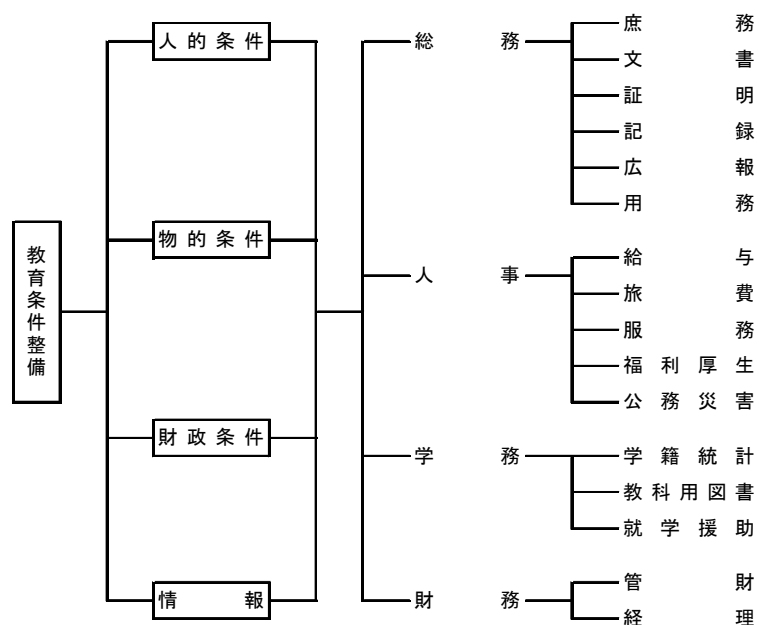 教育条件整備
人的条件
物的条件
財政条件
情報
総務
庶務
文書
証明
記録
広報
用務
人事
給与
旅費
服務
福利厚生
公務災害
学務
学籍統計
教科用図書
就学援助
財務
管財
経理